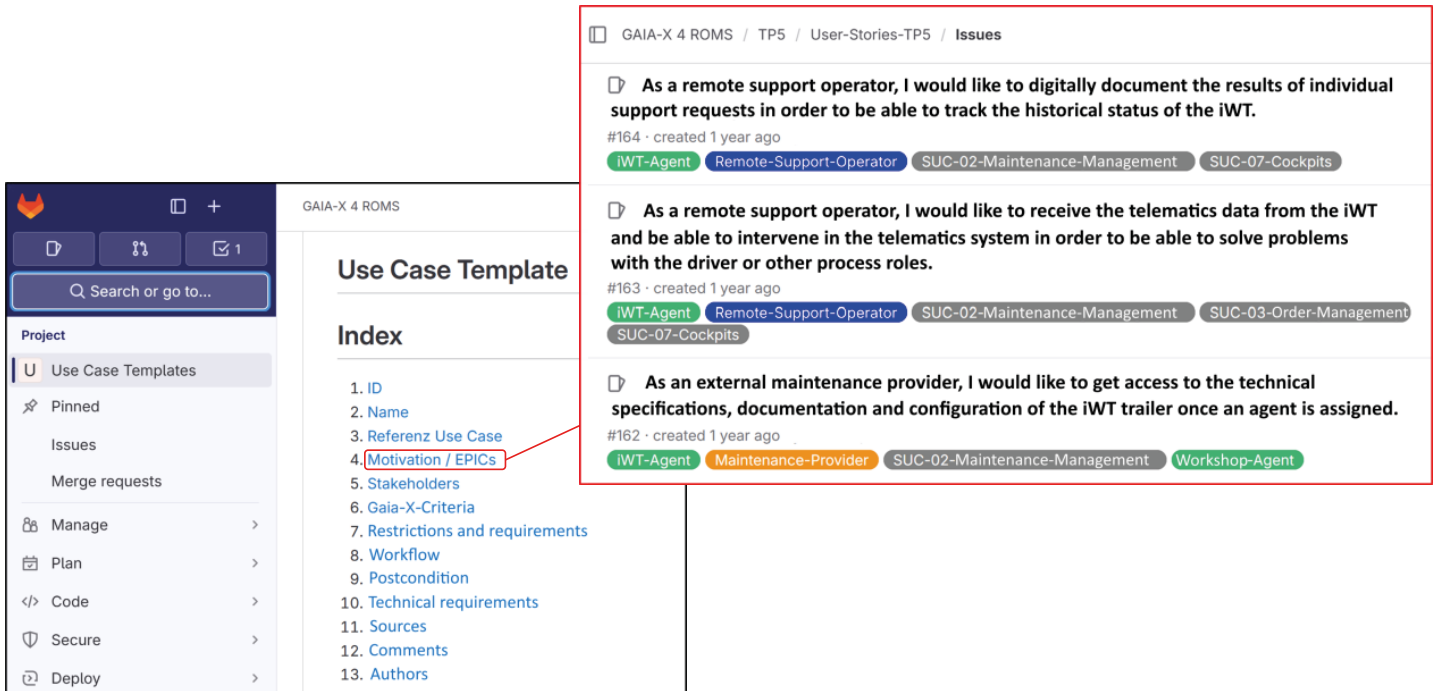 GAIA-X 4 ROMS / TP5 / User-Stories-TP5 / Issues
As a remote support operator, I would like to digitally document the results of individual
support requests in order to be able to track the historical status of the iWT.
#164 · created 1 year ago
iWT-Agent Remote-Support-Operator SUC-02-Maintenance-Management SUC-07-Cockpits
As a remote support operator, I would like to receive the telematics data from the iWT
and be able to intervene in the telematics system in order to be able to solve problems
with the driver or other process roles.
#163 · created 1 year ago
iWT-Agent Remote-Support-Operator SUC-02-Maintenance-Management SUC-03-Order-Management
SUC-07-Cockpits
As an external maintenance provider, I would like to get access to the technical
specifications, documentation and configuration of the iWT trailer once an agent is assigned.
#162 · created 1 year ago
iWT-Agent Maintenance-Provider SUC-02-Maintenance-Management Workshop-Agent
1
Search or go to...
Project
U Use Case Templates
Pinned
Issues
Merge requests
Manage
Plan
Code
Secure
Deploy
GAIA-X 4 ROMS
Use Case Template
Index
1. ID
2. Name
3. Referenz Use Case
4. Motivation / EPICs
5. Stakeholders
6. Gaia-X-Criteria
7. Restrictions and requirements
8. Workflow
9. Postcondition
10. Technical requirements
11. Sources
12. Comments
13. Authors